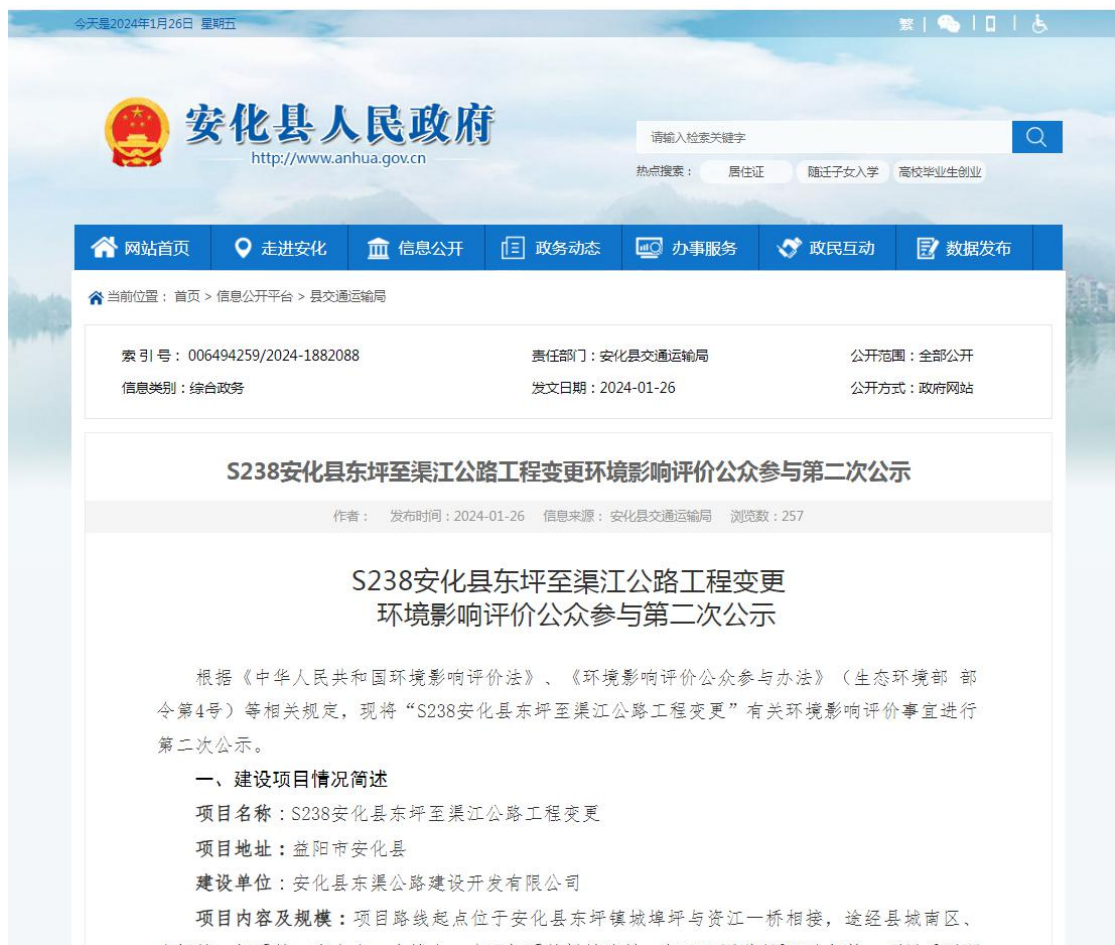 今天是2024年1月26日 星期五
繁
安化县人民政府
http://www.anhua.gov.cn
请输入检索关键字
热点搜索： 居住证 随迁子女入学 高校毕业生创业
网站首页 走进安化 信息公开 政务动态 办事服务 政民互动 数据发布
当前位置： 首页 > 信息公开平台 > 县交通运输局
索 引 号： 006494259/2024-1882088 责任部门：安化县交通运输局 公开范围：全部公开
信息类别：综合政务 发文日期：2024-01-26 公开方式：政府网站
S238安化县东坪至渠江公路工程变更环境影响评价公众参与第二次公示
作者： 发布时间：2024-01-26 信息来源： 安化县交通运输局 浏览数：257
S238安化县东坪至渠江公路工程变更
环境影响评价公众参与第二次公示
根据《中华人民共和国环境影响评价法》、《环境影响评价公众参与办法》（生态环境部 部
令第4号）等相关规定，现将“S238安化县东坪至渠江公路工程变更”有关环境影响评价事宜进行
第二次公示。
一、建设项目情况简述
项目名称：S238安化县东坪至渠江公路工程变更
项目地址：益阳市安化县
建设单位：安化县东渠公路建设开发有限公司
项目内容及规模：项目路线起点位于安化县东坪镇城埠坪与资江一桥相接，途经县城南区、